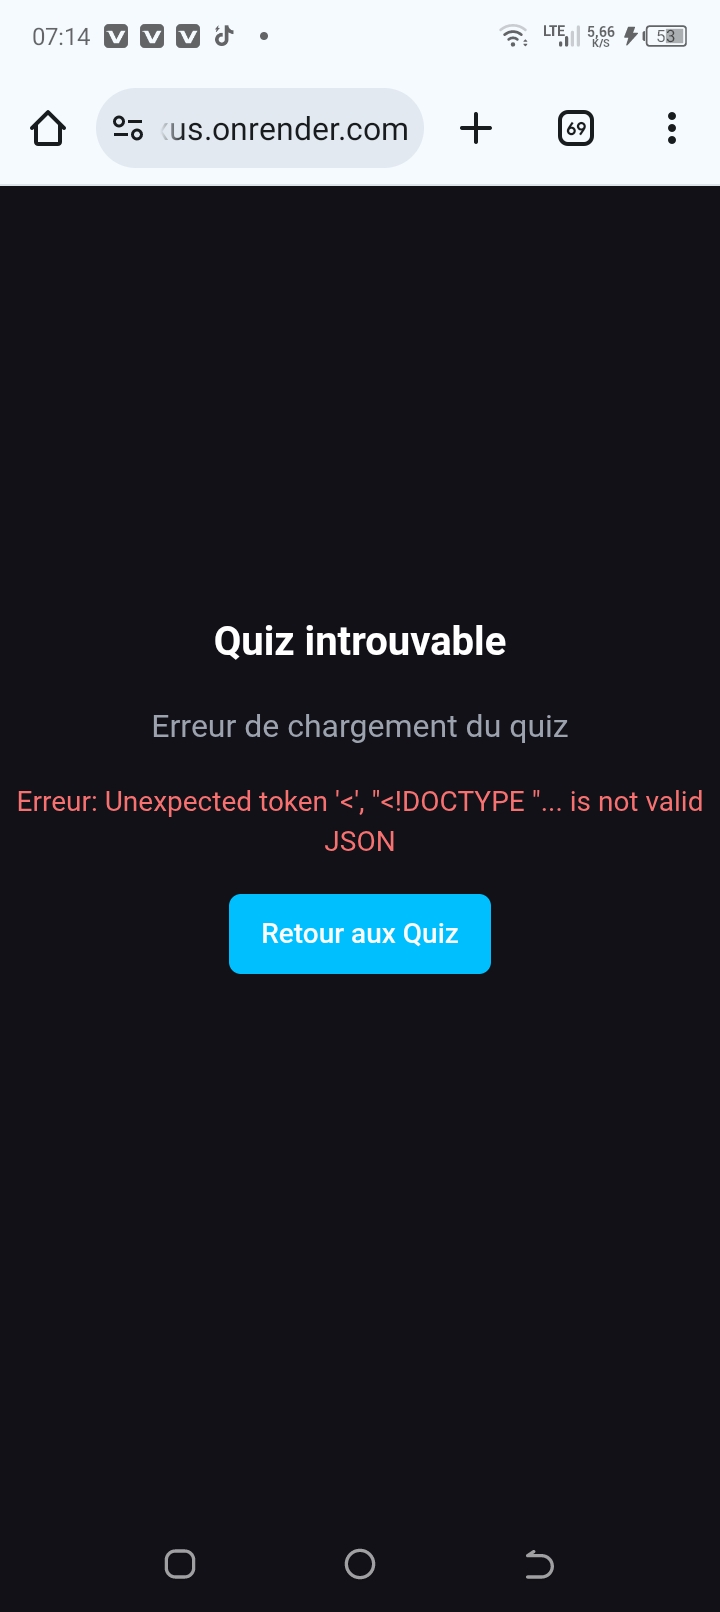 07:14
LTE
5,66
K/S
53
us.onrender.com
69
Quiz introuvable
Erreur de chargement du quiz
Erreur: Unexpected token '<', "<!DOCTYPE "... is not valid
JSON
Retour aux Quiz